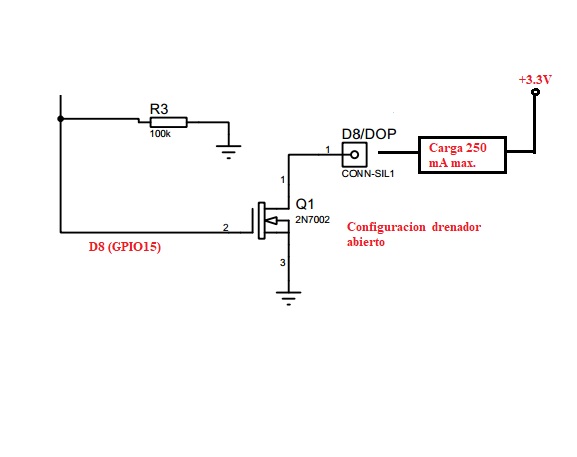 +3.3V
R3
100k
D8/DOP
1
CONN-SIL1
Carga 250
mA max.
1
Q1
2N7002
2
D8 (GPIO15)
Configuracion drenador
abierto
3